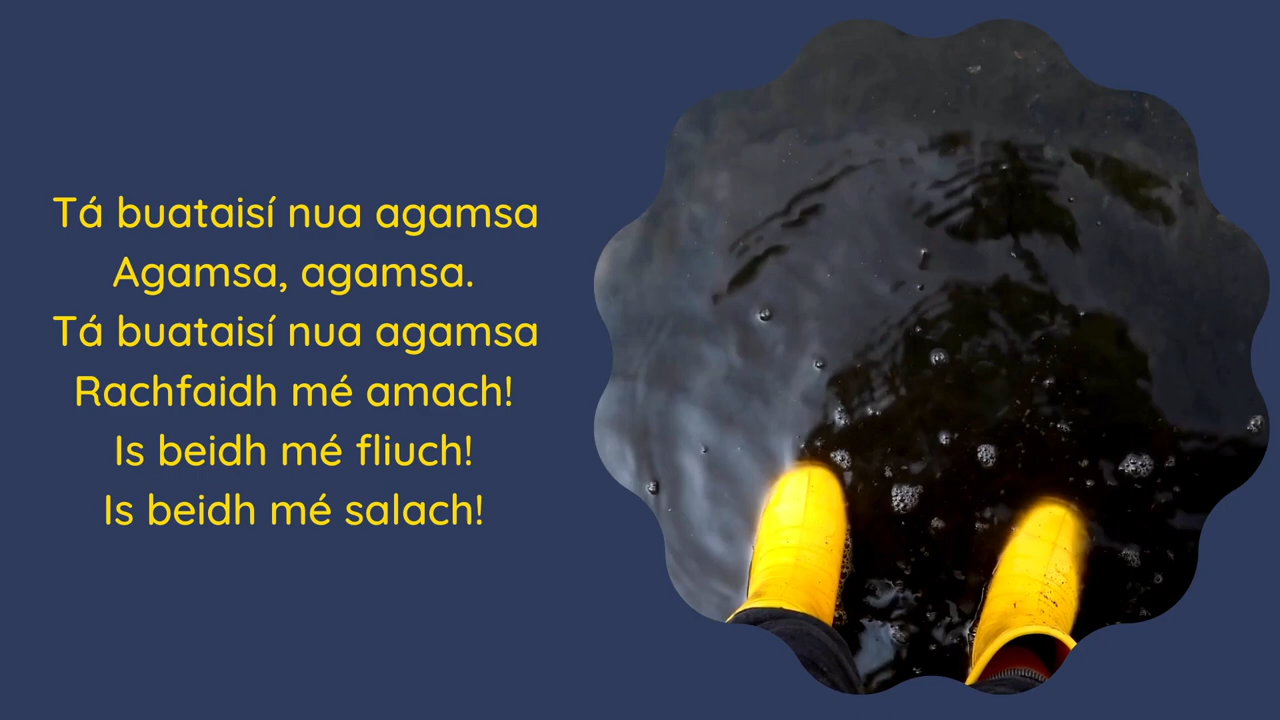 Tá buataisí nua agamsa
Agamsa, agamsa.
Tá buataisí nua agamsa
Rachfaidh mé amach!
Is beidh mé fliuch!
Is beidh mé salach!